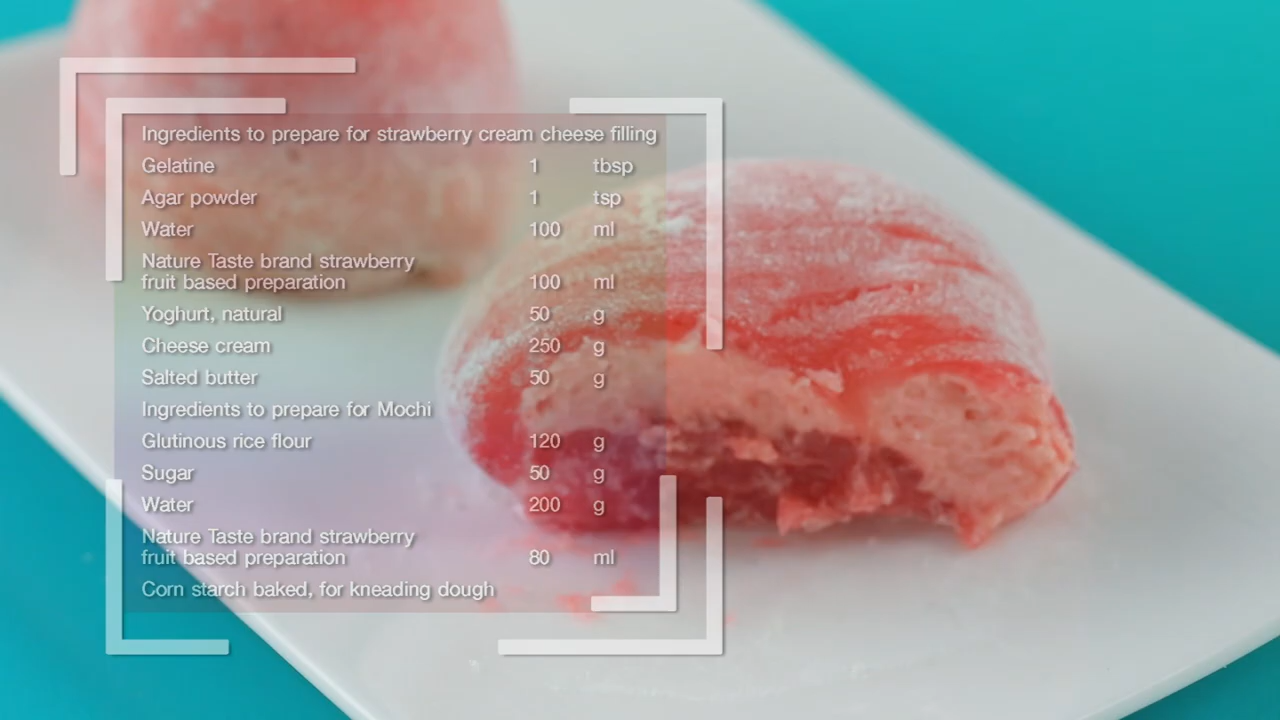 Ingredients to prepare for strawberry cream cheese filling
Gelatine 1 tbsp
Agar powder 1 tsp
Water 100 ml
Nature Taste brand strawberry
fruit based preparation 100 ml
Yoghurt, natural 50 g
Cheese cream 250 g
Salted butter 50 g
Ingredients to prepare for Mochi
Glutinous rice flour 120 g
Sugar 50 g
Water 200 g
Nature Taste brand strawberry
fruit based preparation 80 ml
Corn starch baked, for kneading dough